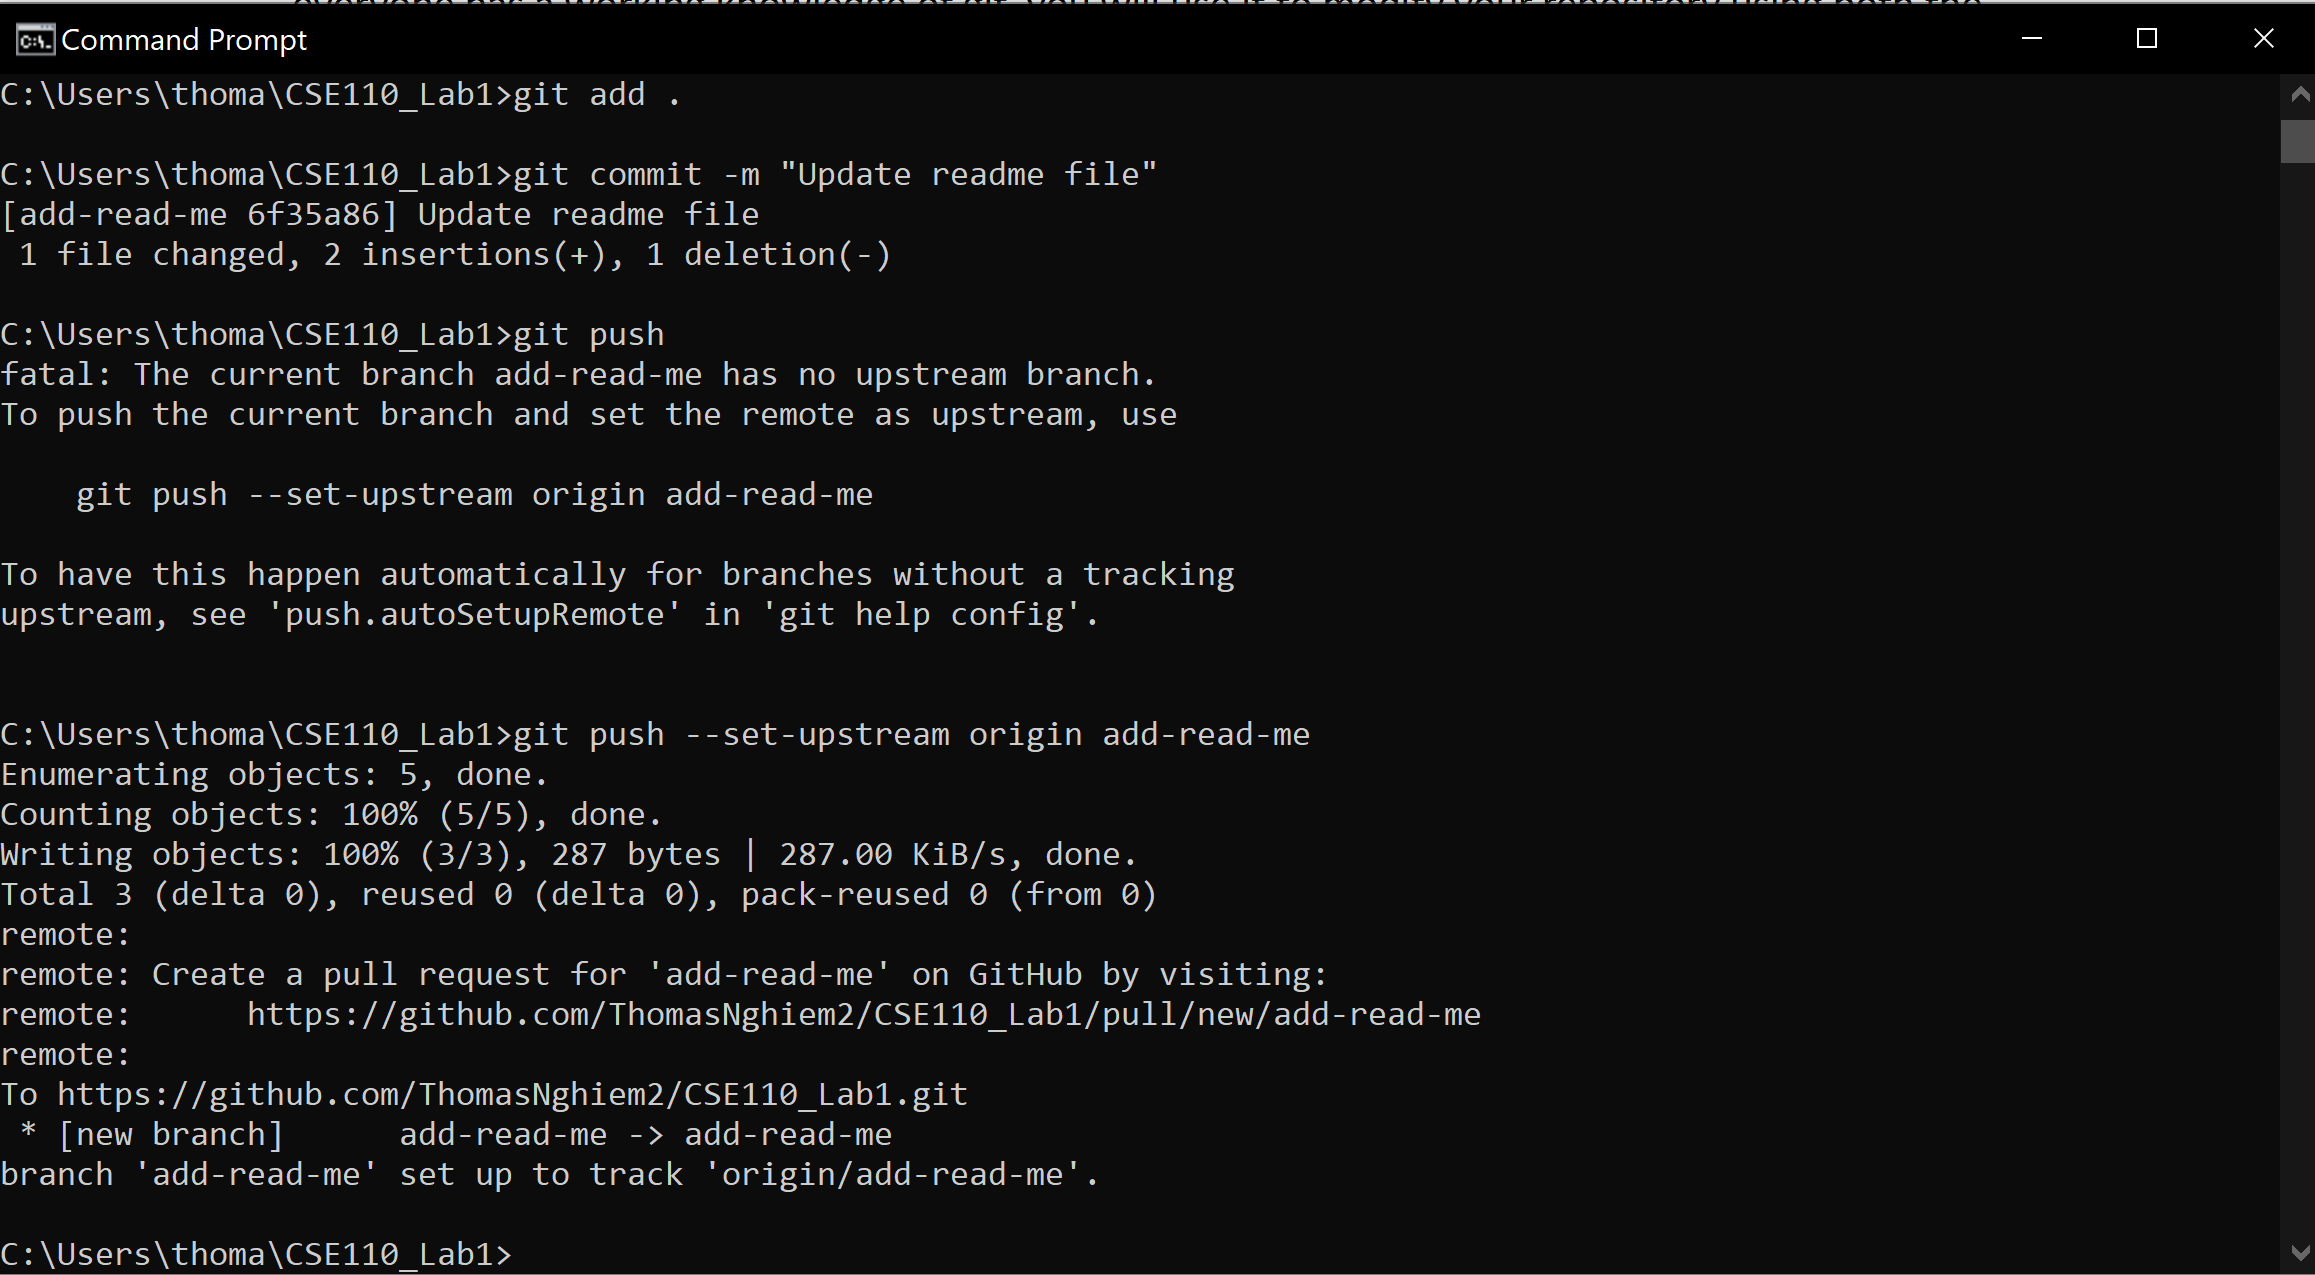 Command Prompt
C:\Users\thoma\CSE110_Lab1>git add .
C:\Users\thoma\CSE110_Lab1>git commit -m "Update readme file"
[add-read-me 6f35a86] Update readme file
 1 file changed, 2 insertions(+), 1 deletion(-)
C:\Users\thoma\CSE110_Lab1>git push
fatal: The current branch add-read-me has no upstream branch.
To push the current branch and set the remote as upstream, use
    git push --set-upstream origin add-read-me
To have this happen automatically for branches without a tracking
upstream, see 'push.autoSetupRemote' in 'git help config'.
C:\Users\thoma\CSE110_Lab1>git push --set-upstream origin add-read-me
Enumerating objects: 5, done.
Counting objects: 100% (5/5), done.
Writing objects: 100% (3/3), 287 bytes | 287.00 KiB/s, done.
Total 3 (delta 0), reused 0 (delta 0), pack-reused 0 (from 0)
remote:
remote: Create a pull request for 'add-read-me' on GitHub by visiting:
remote:      https://github.com/ThomasNghiem2/CSE110_Lab1/pull/new/add-read-me
remote:
To https://github.com/ThomasNghiem2/CSE110_Lab1.git
 * [new branch]      add-read-me -> add-read-me
branch 'add-read-me' set up to track 'origin/add-read-me'.
C:\Users\thoma\CSE110_Lab1>